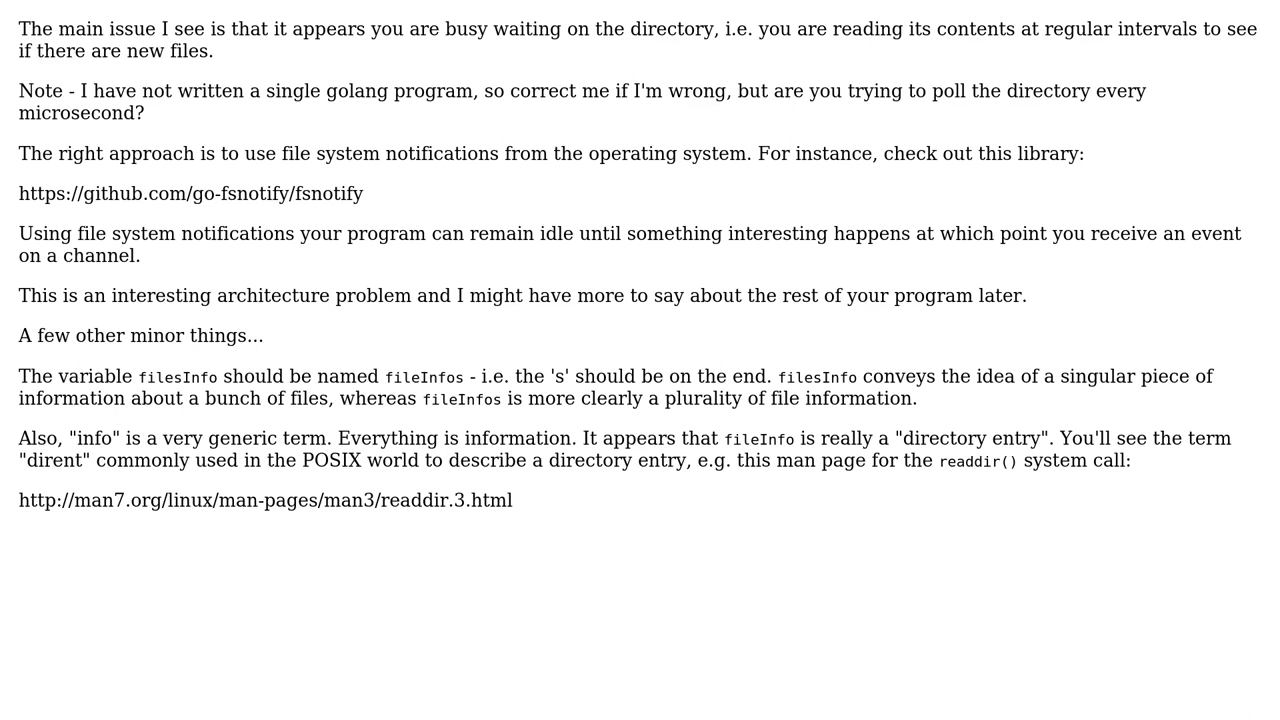 The main issue I see is that it appears you are busy waiting on the directory, i.e. you are reading its contents at regular intervals to see
if there are new files.
Note - I have not written a single golang program, so correct me if I'm wrong, but are you trying to poll the directory every
microsecond?
The right approach is to use file system notifications from the operating system. For instance, check out this library:
https://github.com/go-fsnotify/fsnotify
Using file system notifications your program can remain idle until something interesting happens at which point you receive an event
on a channel.
This is an interesting architecture problem and I might have more to say about the rest of your program later.
A few other minor things...
The variable filesInfo should be named fileInfos - i.e. the 's' should be on the end. filesInfo conveys the idea of a singular piece of
information about a bunch of files, whereas fileInfos is more clearly a plurality of file information.
Also, "info" is a very generic term. Everything is information. It appears that fileInfo is really a "directory entry". You'll see the term
"dirent" commonly used in the POSIX world to describe a directory entry, e.g. this man page for the readdir() system call:
http://man7.org/linux/man-pages/man3/readdir.3.html